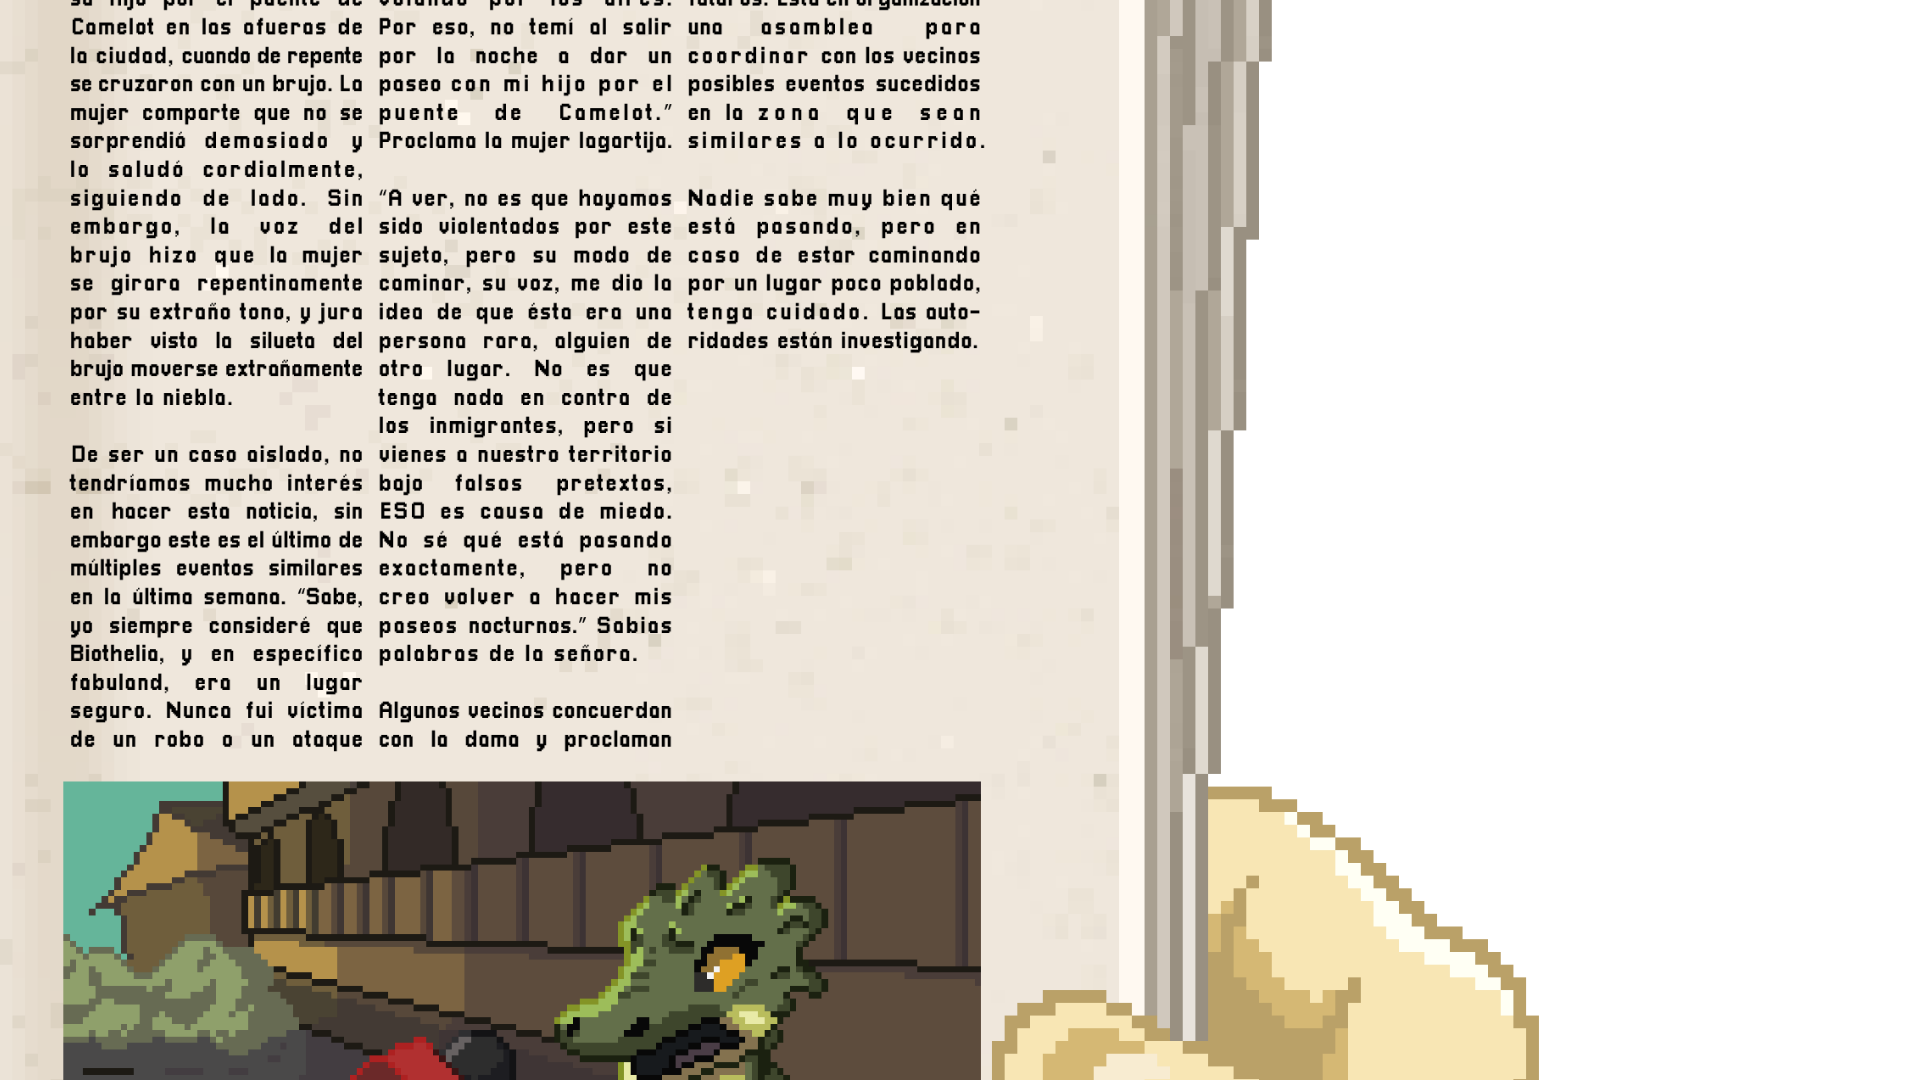 su hijo por el puente de
Camelot en las afueras de
la ciudad, cuando de repente
se cruzaron con un brujo. La
mujer comparte que no se
sorprendió demasiado y
lo saludó cordialmente,
siguiendo de lado. Sin
embargo, la voz del
brujo hizo que la mujer
se girara repentinamente
por su extraño tono, y jura
haber visto la silueta del
brujo moverse extrañamente
entre la niebla.
De ser un caso aislado, no
tendríamos mucho interés
en hacer esta noticia, sin
embargo este es el último de
múltiples eventos similares
en la última semana. “Sabe,
yo siempre consideré que
Biothelia, y en específico
fabuland, era un lugar
seguro. Nunca fui víctima
de un robo o un ataque
volando por los aires.
Por eso, no temí al salir
por la noche a dar un
paseo con mi hijo por el
puente de Camelot.”
Proclama la mujer lagartija.
“A ver, no es que hayamos
sido violentados por este
sujeto, pero su modo de
caminar, su voz, me dio la
idea de que ésta era una
persona rara, alguien de
otro lugar. No es que
tenga nada en contra de
los inmigrantes, pero si
vienes a nuestro territorio
bajo falsos pretextos,
ESO es causa de miedo.
No sé qué está pasando
exactamente, pero no
creo volver a hacer mis
paseos nocturnos.” Sabias
palabras de la señora.
Algunos vecinos concuerdan
con la dama y proclaman
futuros. Está en organización
una asamblea para
coordinar con los vecinos
posibles eventos sucedidos
en la zona que sean
similares a lo ocurrido.
Nadie sabe muy bien qué
está pasando, pero en
caso de estar caminando
por un lugar poco poblado,
tenga cuidado. Las auto-
ridades están investigando.